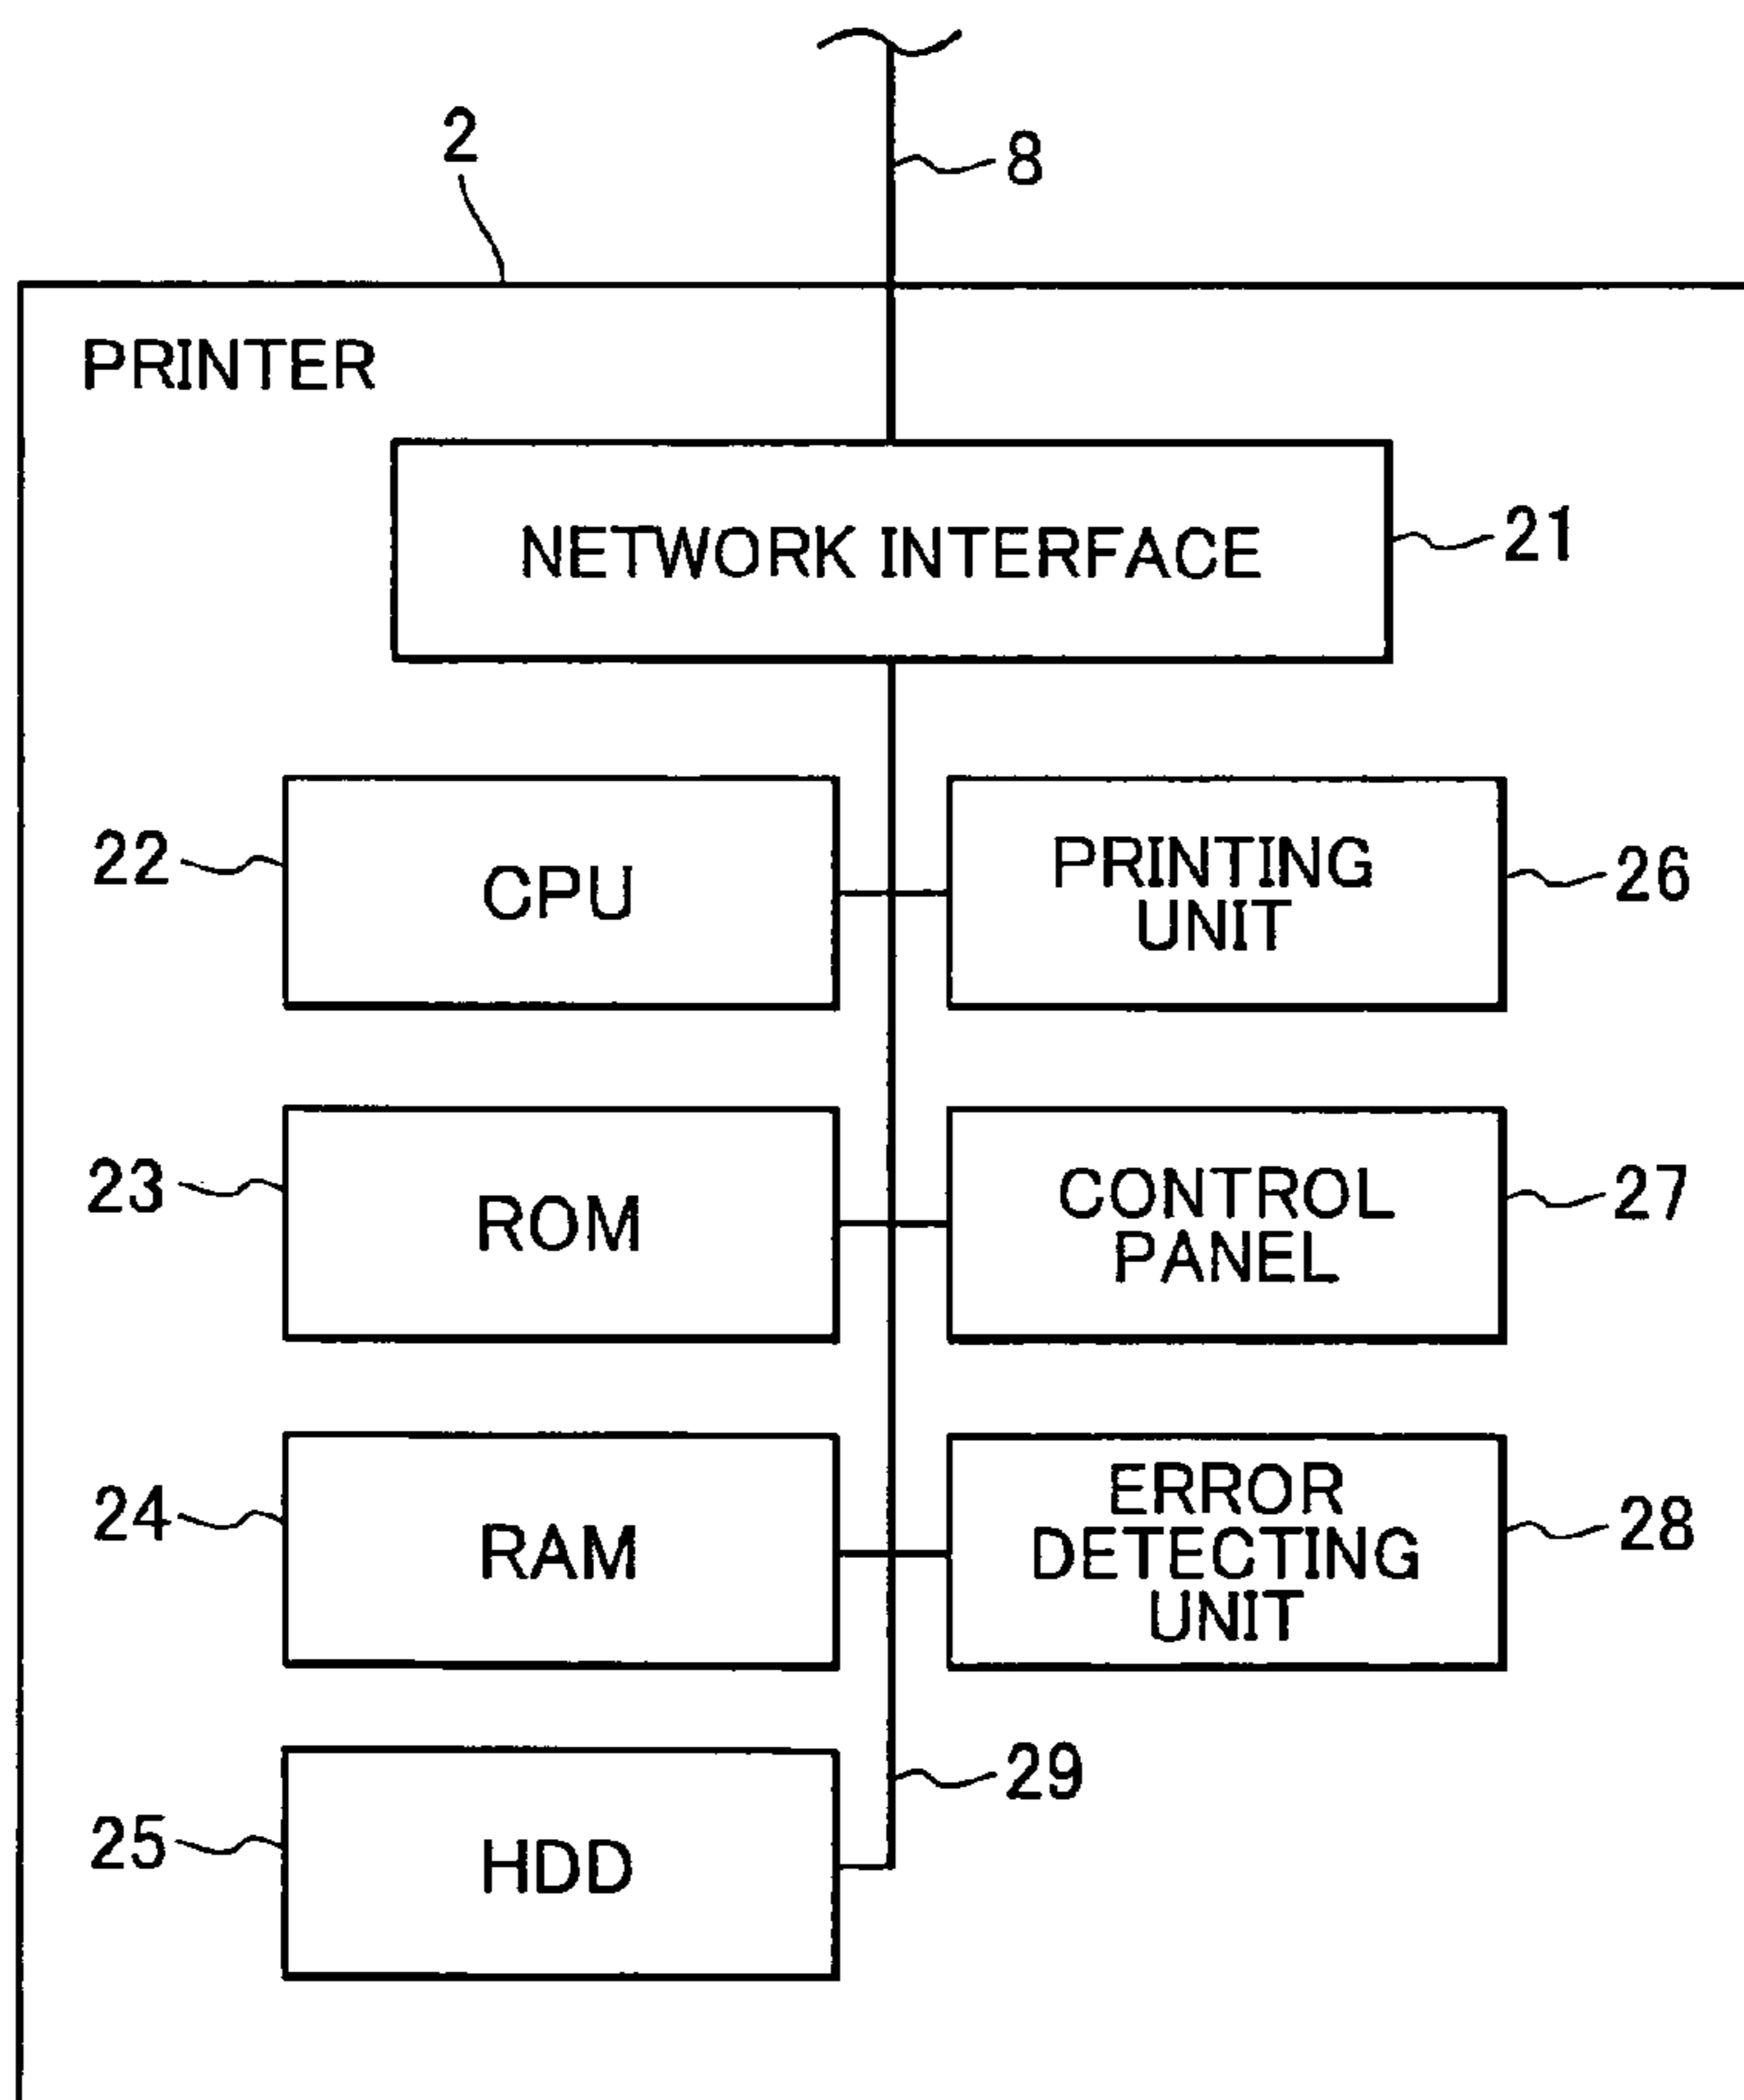 2
8
PRINTER
NETWORK INTERFACE
21
22
CPU
PRINTING
UNIT
26
23
ROM
CONTROL
PANEL
27
24
RAM
ERROR
DETECTING
UNIT
28
29
25
HDD